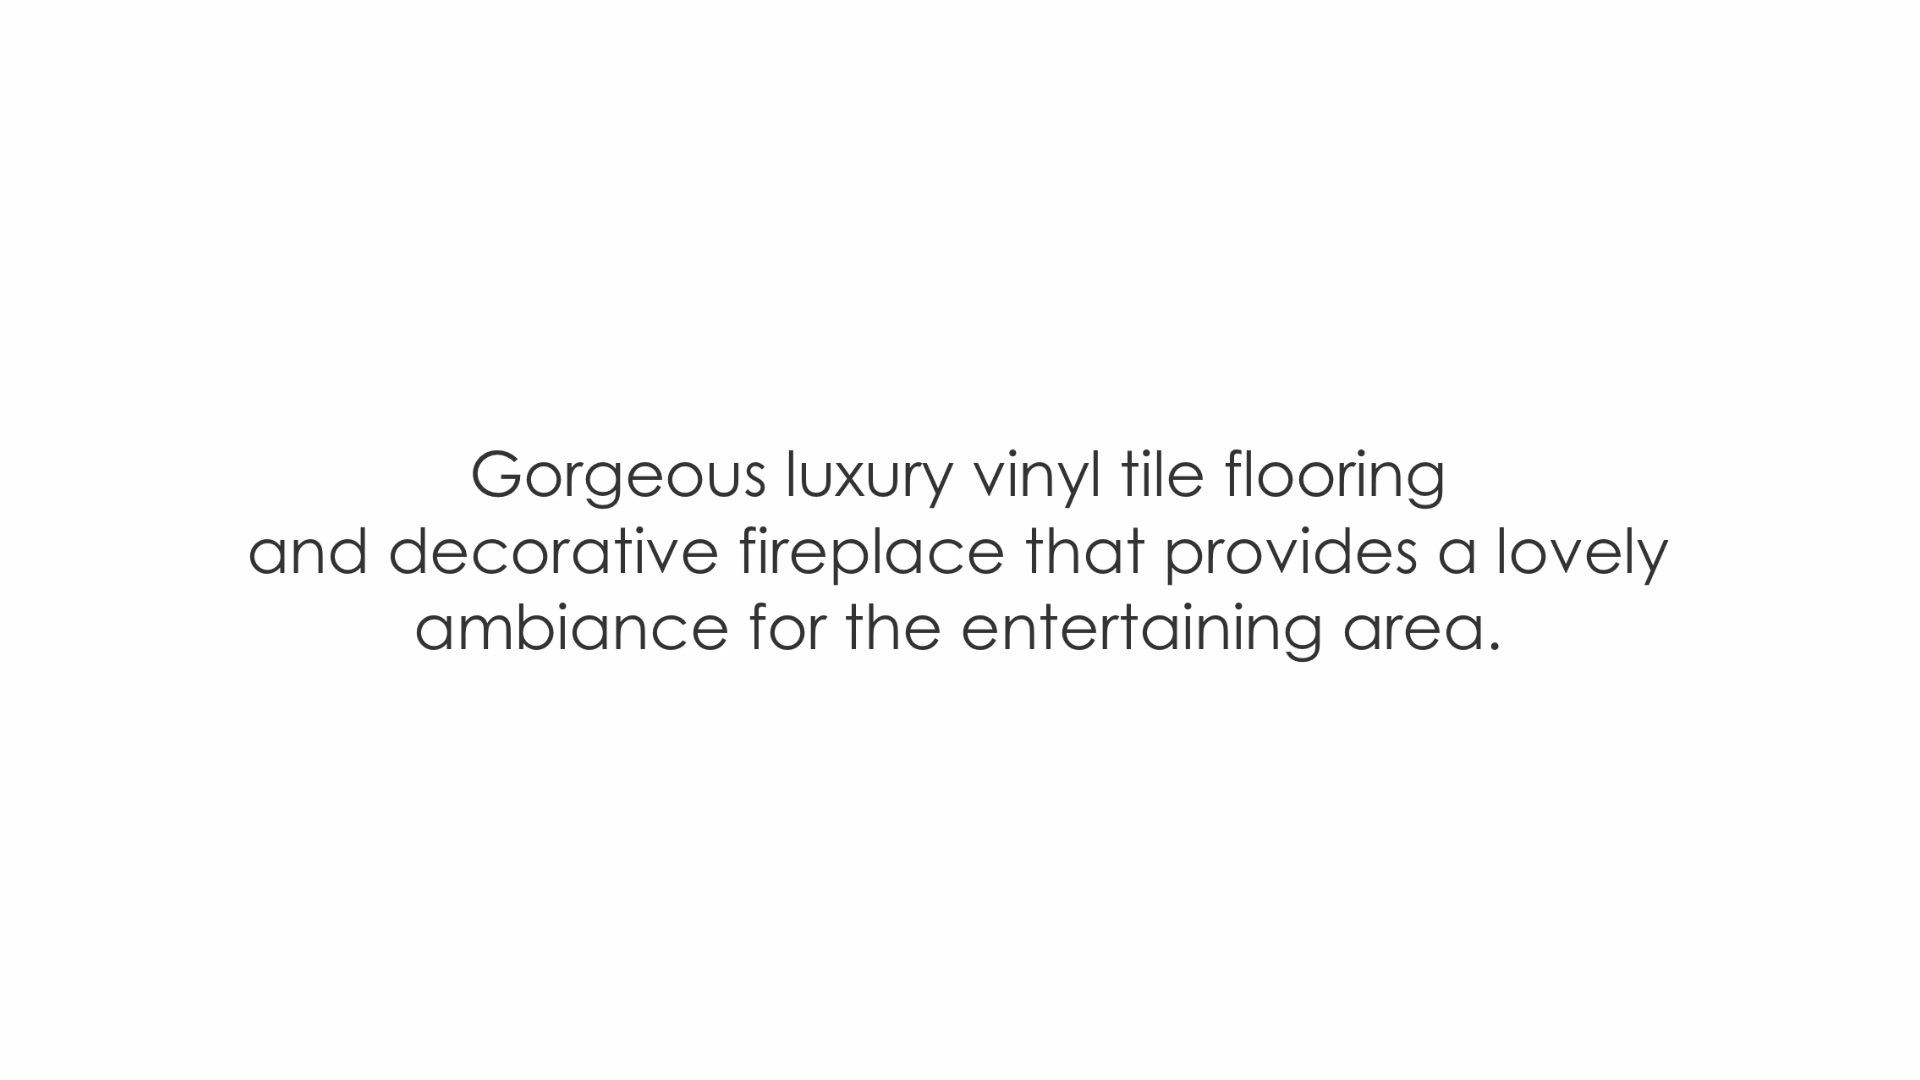 Gorgeous luxury vinyl tile flooring
and decorative fireplace that provides a lovely
ambiance for the entertaining area.